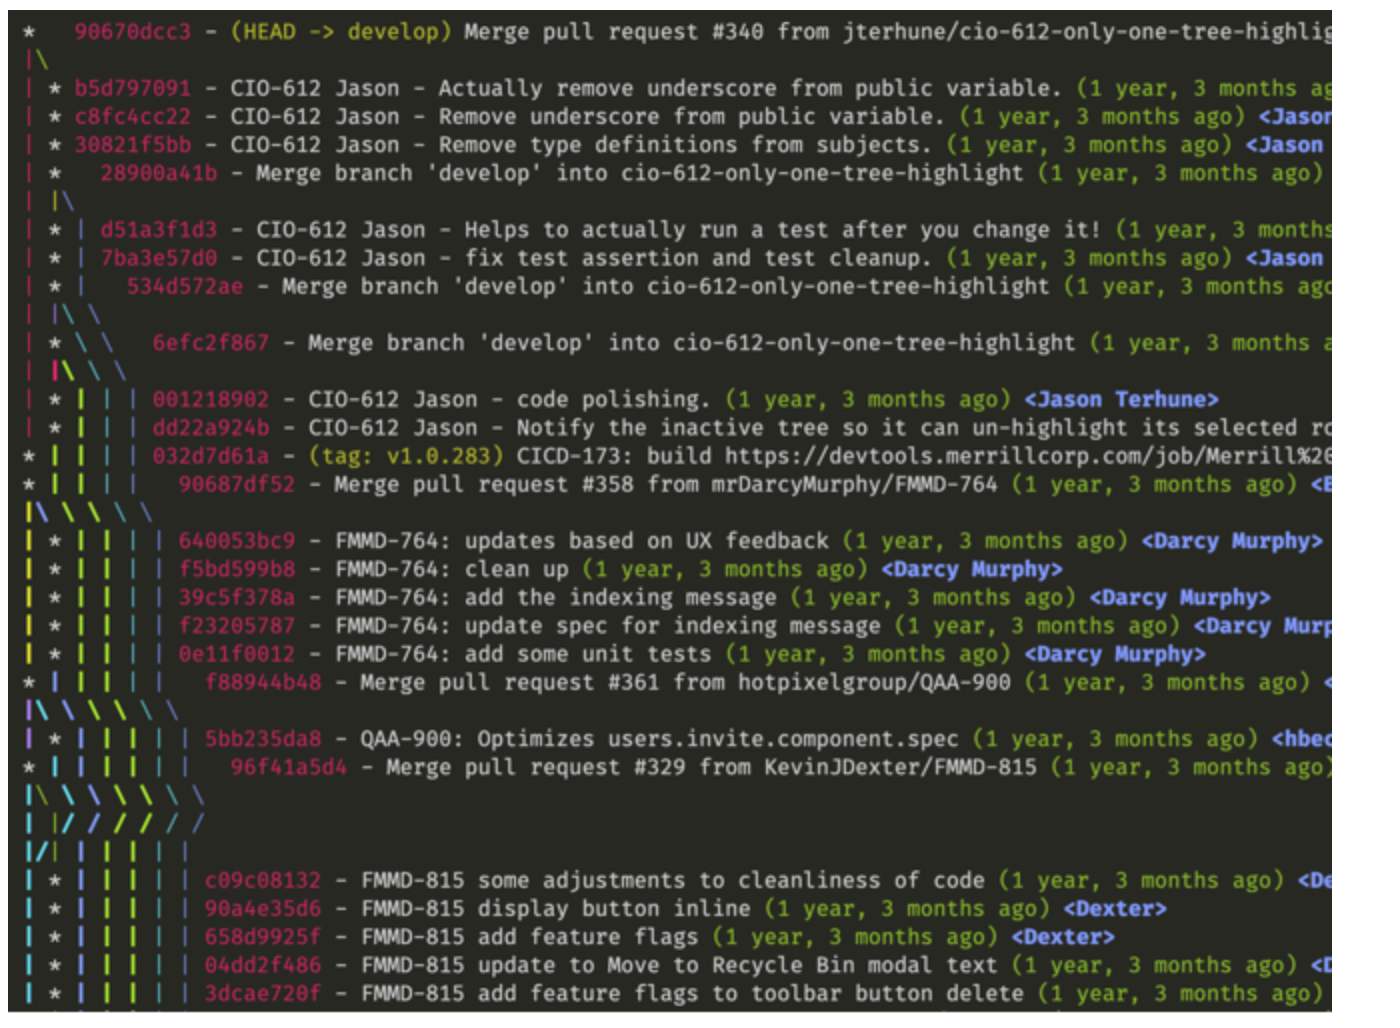 * 90670dcc3 - (HEAD -> develop) Merge pull request #340 from jterhune/cio-612-only-one-tree-highlig
|\
| * b5d797091 - CIO-612 Jason - Actually remove underscore from public variable. (1 year, 3 months ag
| * c8fc4cc22 - CIO-612 Jason - Remove underscore from public variable. (1 year, 3 months ago) <Jason
| * 30821f5bb - CIO-612 Jason - Remove type definitions from subjects. (1 year, 3 months ago) <Jason
| * 28900a41b - Merge branch 'develop' into cio-612-only-one-tree-highlight (1 year, 3 months ago)
| |\
| * | d51a3f1d3 - CIO-612 Jason - Helps to actually run a test after you change it! (1 year, 3 months
| * | 7ba3e57d0 - CIO-612 Jason - fix test assertion and test cleanup. (1 year, 3 months ago) <Jason
| * | 534d572ae - Merge branch 'develop' into cio-612-only-one-tree-highlight (1 year, 3 months ago
| |\ \
| * \ \ 6efc2f867 - Merge branch 'develop' into cio-612-only-one-tree-highlight (1 year, 3 months a
| |\ \ \
| * | | | 001218902 - CIO-612 Jason - code polishing. (1 year, 3 months ago) <Jason Terhune>
| * | | | dd22a924b - CIO-612 Jason - Notify the inactive tree so it can un-highlight its selected ro
* | | | | 032d7d61a - (tag: v1.0.283) CICD-173: build https://devtools.merrillcorp.com/job/Merrill%20
* | | | | 90687df52 - Merge pull request #358 from mrDarcyMurphy/FMMD-764 (1 year, 3 months ago) <E
|\ \ \ \ \
| * | | | | 640053bc9 - FMMD-764: updates based on UX feedback (1 year, 3 months ago) <Darcy Murphy>
| * | | | | f5bd599b8 - FMMD-764: clean up (1 year, 3 months ago) <Darcy Murphy>
| * | | | | 39c5f378a - FMMD-764: add the indexing message (1 year, 3 months ago) <Darcy Murphy>
| * | | | | f23205787 - FMMD-764: update spec for indexing message (1 year, 3 months ago) <Darcy Murp
| * | | | | 0e11f0012 - FMMD-764: add some unit tests (1 year, 3 months ago) <Darcy Murphy>
* | | | | | f88944b48 - Merge pull request #361 from hotpixelgroup/QAA-900 (1 year, 3 months ago) <
|\ \ \ \ \ \
| * | | | | | 5bb235da8 - QAA-900: Optimizes users.invite.component.spec (1 year, 3 months ago) <hbec
* | | | | | | 96f41a5d4 - Merge pull request #329 from KevinJDexter/FMMD-815 (1 year, 3 months ago)
|\ \ \ \ \ \ \
| |/ / / / / /
|/| | | | | |
| * | | | | | c09c08132 - FMMD-815 some adjustments to cleanliness of code (1 year, 3 months ago) <De
| * | | | | | 90a4e35d6 - FMMD-815 display button inline (1 year, 3 months ago) <Dexter>
| * | | | | | 658d9925f - FMMD-815 add feature flags (1 year, 3 months ago) <Dexter>
| * | | | | | 04dd2f486 - FMMD-815 update to Move to Recycle Bin modal text (1 year, 3 months ago) <D
| * | | | | | 3dcae720f - FMMD-815 add feature flags to toolbar button delete (1 year, 3 months ago)